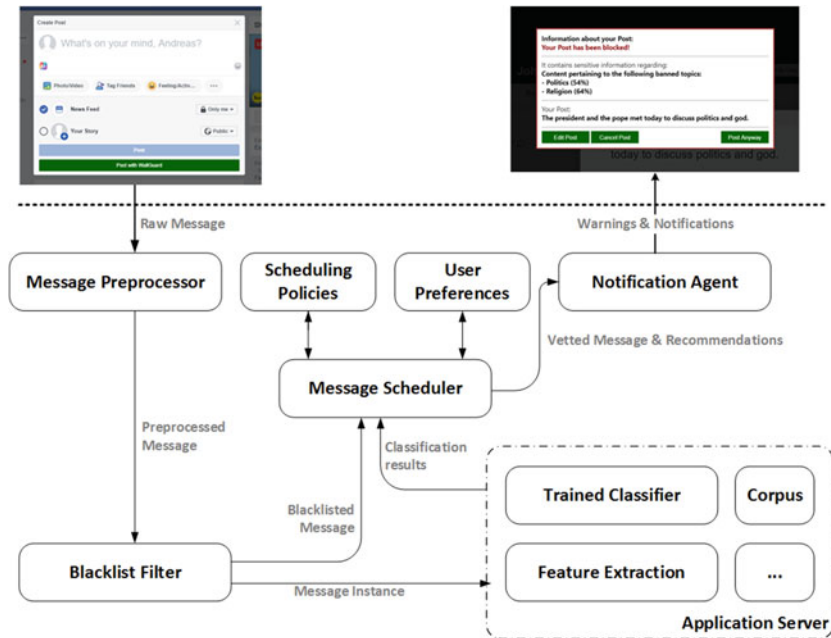 Create Post
What's on your mind, Andreas?
Photo/Video
Tag Friends
Feeling/Activ...
News Feed
Only me
Your Story
Public
Post
Post with WallGuard
Information about your Post:
Your Post has been blocked!
It contains sensitive information regarding:
Content pertaining to the following banned topics:
- Politics (54%)
- Religion (64%)
Your Post:
The president and the pope met today to discuss politics and god.
Edit Post
Cancel Post
Post Anyway
today to discuss politics and god.
Raw Message
Warnings & Notifications
Message Preprocessor
Scheduling
Policies
User
Preferences
Notification Agent
Vetted Message & Recommendations
Message Scheduler
Preprocessed
Message
Classification
results
Blacklisted
Message
Trained Classifier
Corpus
Blacklist Filter
Message Instance
Feature Extraction
...
Application Server